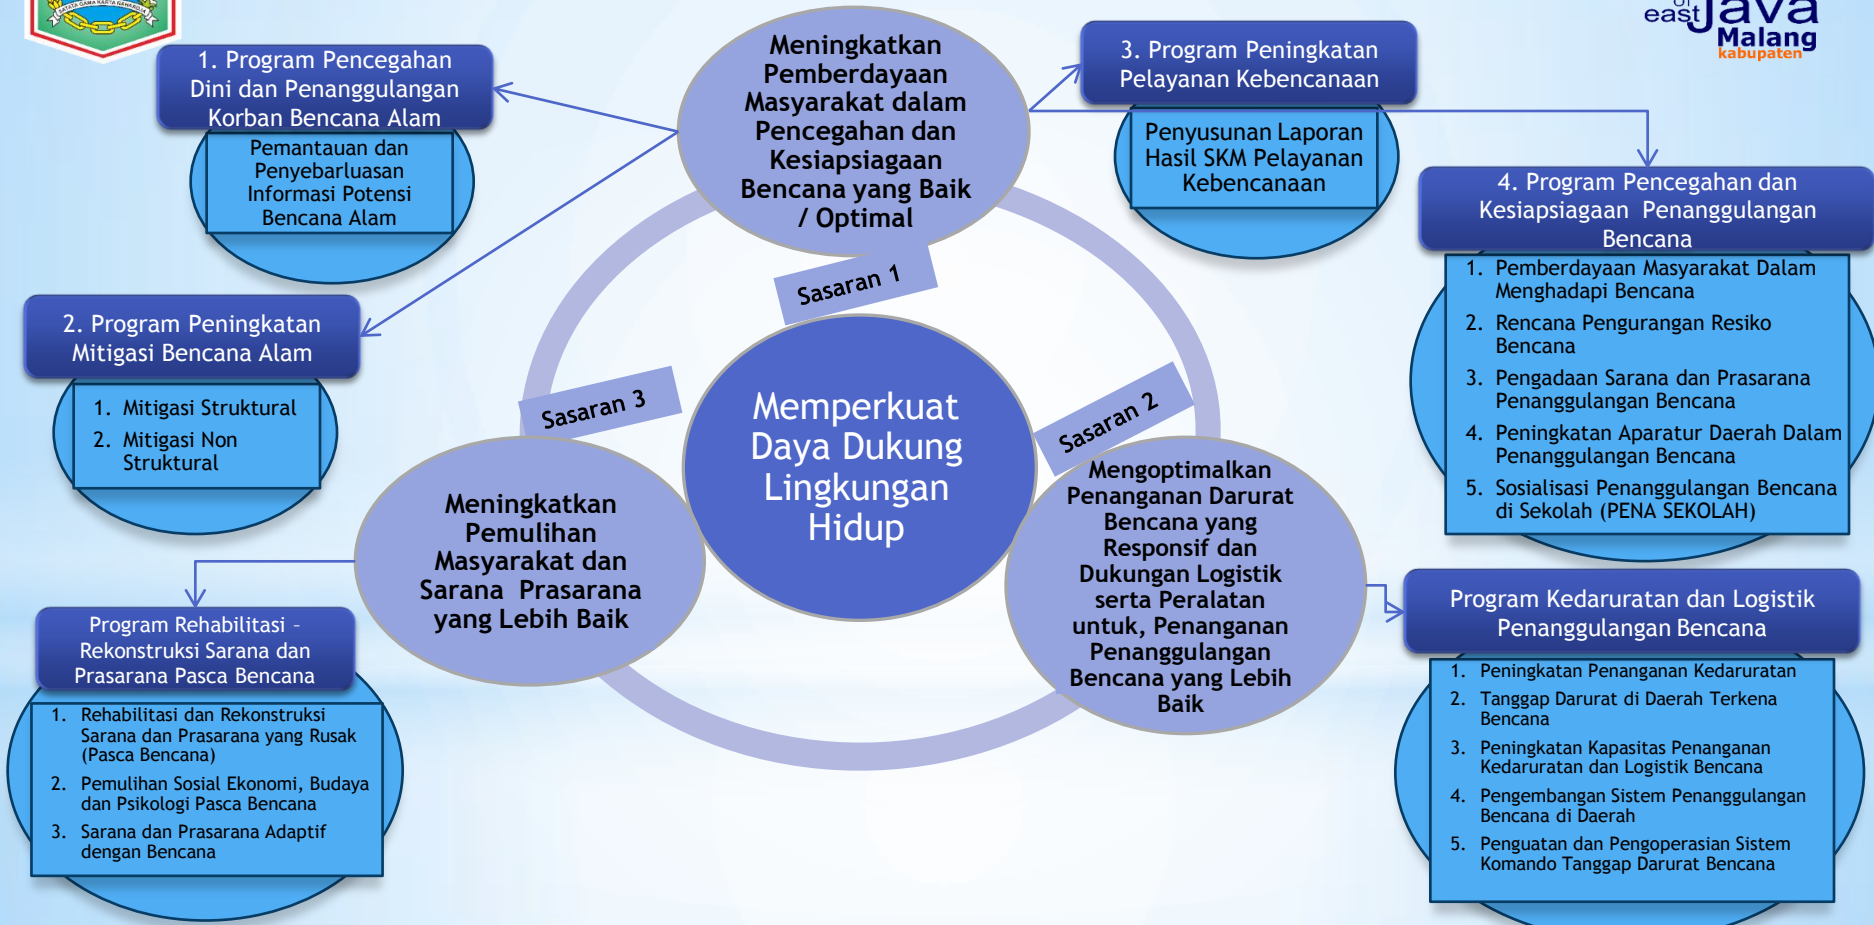 SATATA GAMA KARTA RAHARDJA
of
east java
Malang
kabupaten
1. Program Pencegahan
Dini dan Penanggulangan
Korban Bencana Alam
Pemantauan dan
Penyebarluasan
Informasi Potensi
Bencana Alam
2. Program Peningkatan
Mitigasi Bencana Alam
1. Mitigasi Struktural
2. Mitigasi Non
Struktural
Meningkatkan
Pemberdayaan
Masyarakat dalam
Pencegahan dan
Kesiapsiagaan
Bencana yang Baik
/ Optimal
Sasaran 1
3. Program Peningkatan
Pelayanan Kebencanaan
Penyusunan Laporan
Hasil SKM Pelayanan
Kebencanaan
4. Program Pencegahan dan
Kesiapsiagaan Penanggulangan
Bencana
1. Pemberdayaan Masyarakat Dalam
Menghadapi Bencana
2. Rencana Pengurangan Resiko
Bencana
3. Pengadaan Sarana dan Prasarana
Penanggulangan Bencana
4. Peningkatan Aparatur Daerah Dalam
Penanggulangan Bencana
5. Sosialisasi Penanggulangan Bencana
di Sekolah (PENA SEKOLAH)
Memperkuat
Daya Dukung
Lingkungan
Hidup
Sasaran 3
Meningkatkan
Pemulihan
Masyarakat dan
Sarana Prasarana
yang Lebih Baik
Sasaran 2
Mengoptimalkan
Penanganan Darurat
Bencana yang
Responsif dan
Dukungan Logistik
serta Peralatan
untuk, Penanganan
Penanggulangan
Bencana yang Lebih
Baik
Program Rehabilitasi –
Rekonstruksi Sarana dan
Prasarana Pasca Bencana
1. Rehabilitasi dan Rekonstruksi
Sarana dan Prasarana yang Rusak
(Pasca Bencana)
2. Pemulihan Sosial Ekonomi, Budaya
dan Psikologi Pasca Bencana
3. Sarana dan Prasarana Adaptif
dengan Bencana
Program Kedaruratan dan Logistik
Penanggulangan Bencana
1. Peningkatan Penanganan Kedaruratan
2. Tanggap Darurat di Daerah Terkena
Bencana
3. Peningkatan Kapasitas Penanganan
Kedaruratan dan Logistik Bencana
4. Pengembangan Sistem Penanggulangan
Bencana di Daerah
5. Penguatan dan Pengoperasian Sistem
Komando Tanggap Darurat Bencana